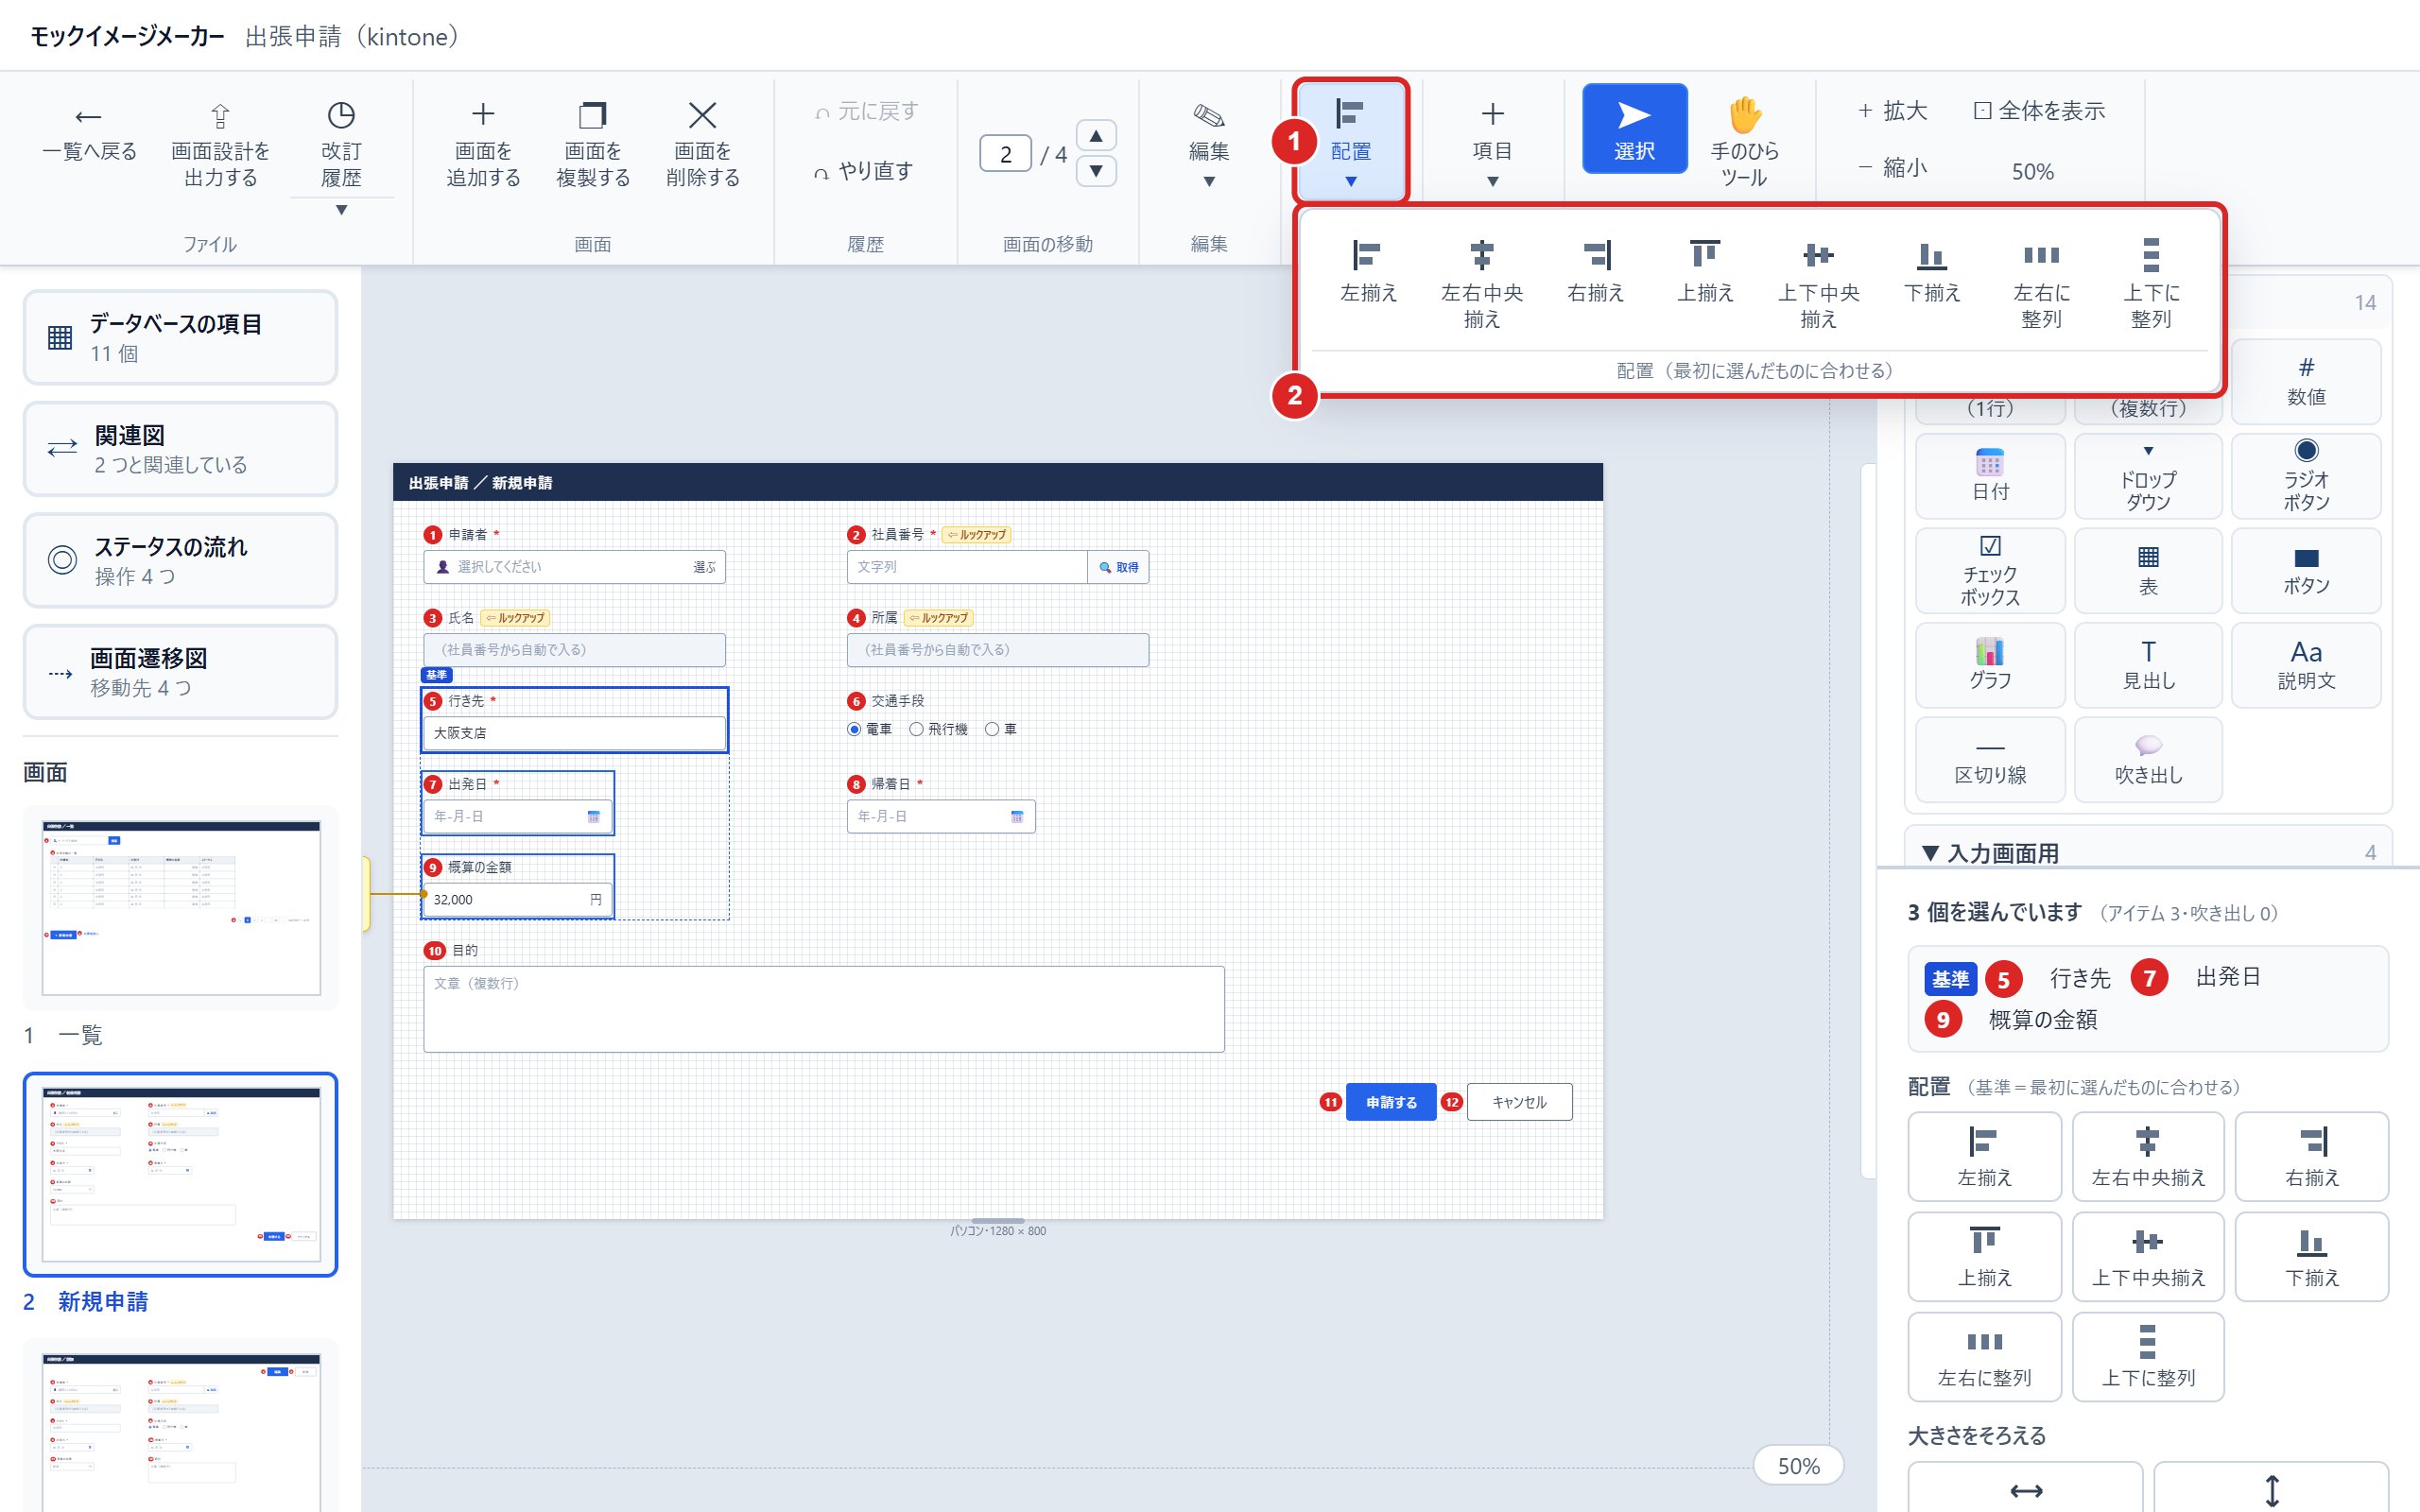 モックイメージメーカー 出張申請（kintone）
← 一覧へ戻る
画面設計を
出力する
改訂
履歴
▼
ファイル
画面を
追加する
画面を
複製する
画面を
削除する
画面
元に戻す
やり直す
履歴
2 / 4
▲
▼
画面の移動
編集
▼
編集
1
配置
▼
項目
▼
選択
手のひら
ツール
+ 拡大
− 縮小
全体を表示
50%
左揃え
左右中央
揃え
右揃え
上揃え
上下中央
揃え
下揃え
左右に
整列
上下に
整列
配置（最初に選んだものに合わせる）
2
データベースの項目
11 個
関連図
2 つと関連している
ステータスの流れ
操作 4 つ
画面遷移図
移動先 4 つ
画面
1 一覧
2 新規申請
出張申請 ／ 新規申請
1 申請者 *
選択してください 選ぶ
2 社員番号 * ⇦ ルックアップ
文字列 取得
3 氏名 ⇦ ルックアップ
（社員番号から自動で入る）
4 所属 ⇦ ルックアップ
（社員番号から自動で入る）
基準
5 行き先 *
大阪支店
6 交通手段
電車 飛行機 車
7 出発日 *
年-月-日
8 帰着日 *
年-月-日
9 概算の金額
32,000 円
10 目的
文章（複数行）
11 申請する 12 キャンセル
パソコン・1280 × 800
50%
14
（1行）
（複数行）
# 数値
日付
ドロップ
ダウン
ラジオ
ボタン
チェック
ボックス
表
ボタン
グラフ
T 見出し
Aa 説明文
区切り線
吹き出し
▼ 入力画面用 4
3 個を選んでいます （アイテム 3・吹き出し 0）
基準 5 行き先 7 出発日
9 概算の金額
配置 （基準＝最初に選んだものに合わせる）
左揃え 左右中央揃え 右揃え
上揃え 上下中央揃え 下揃え
左右に整列 上下に整列
大きさをそろえる